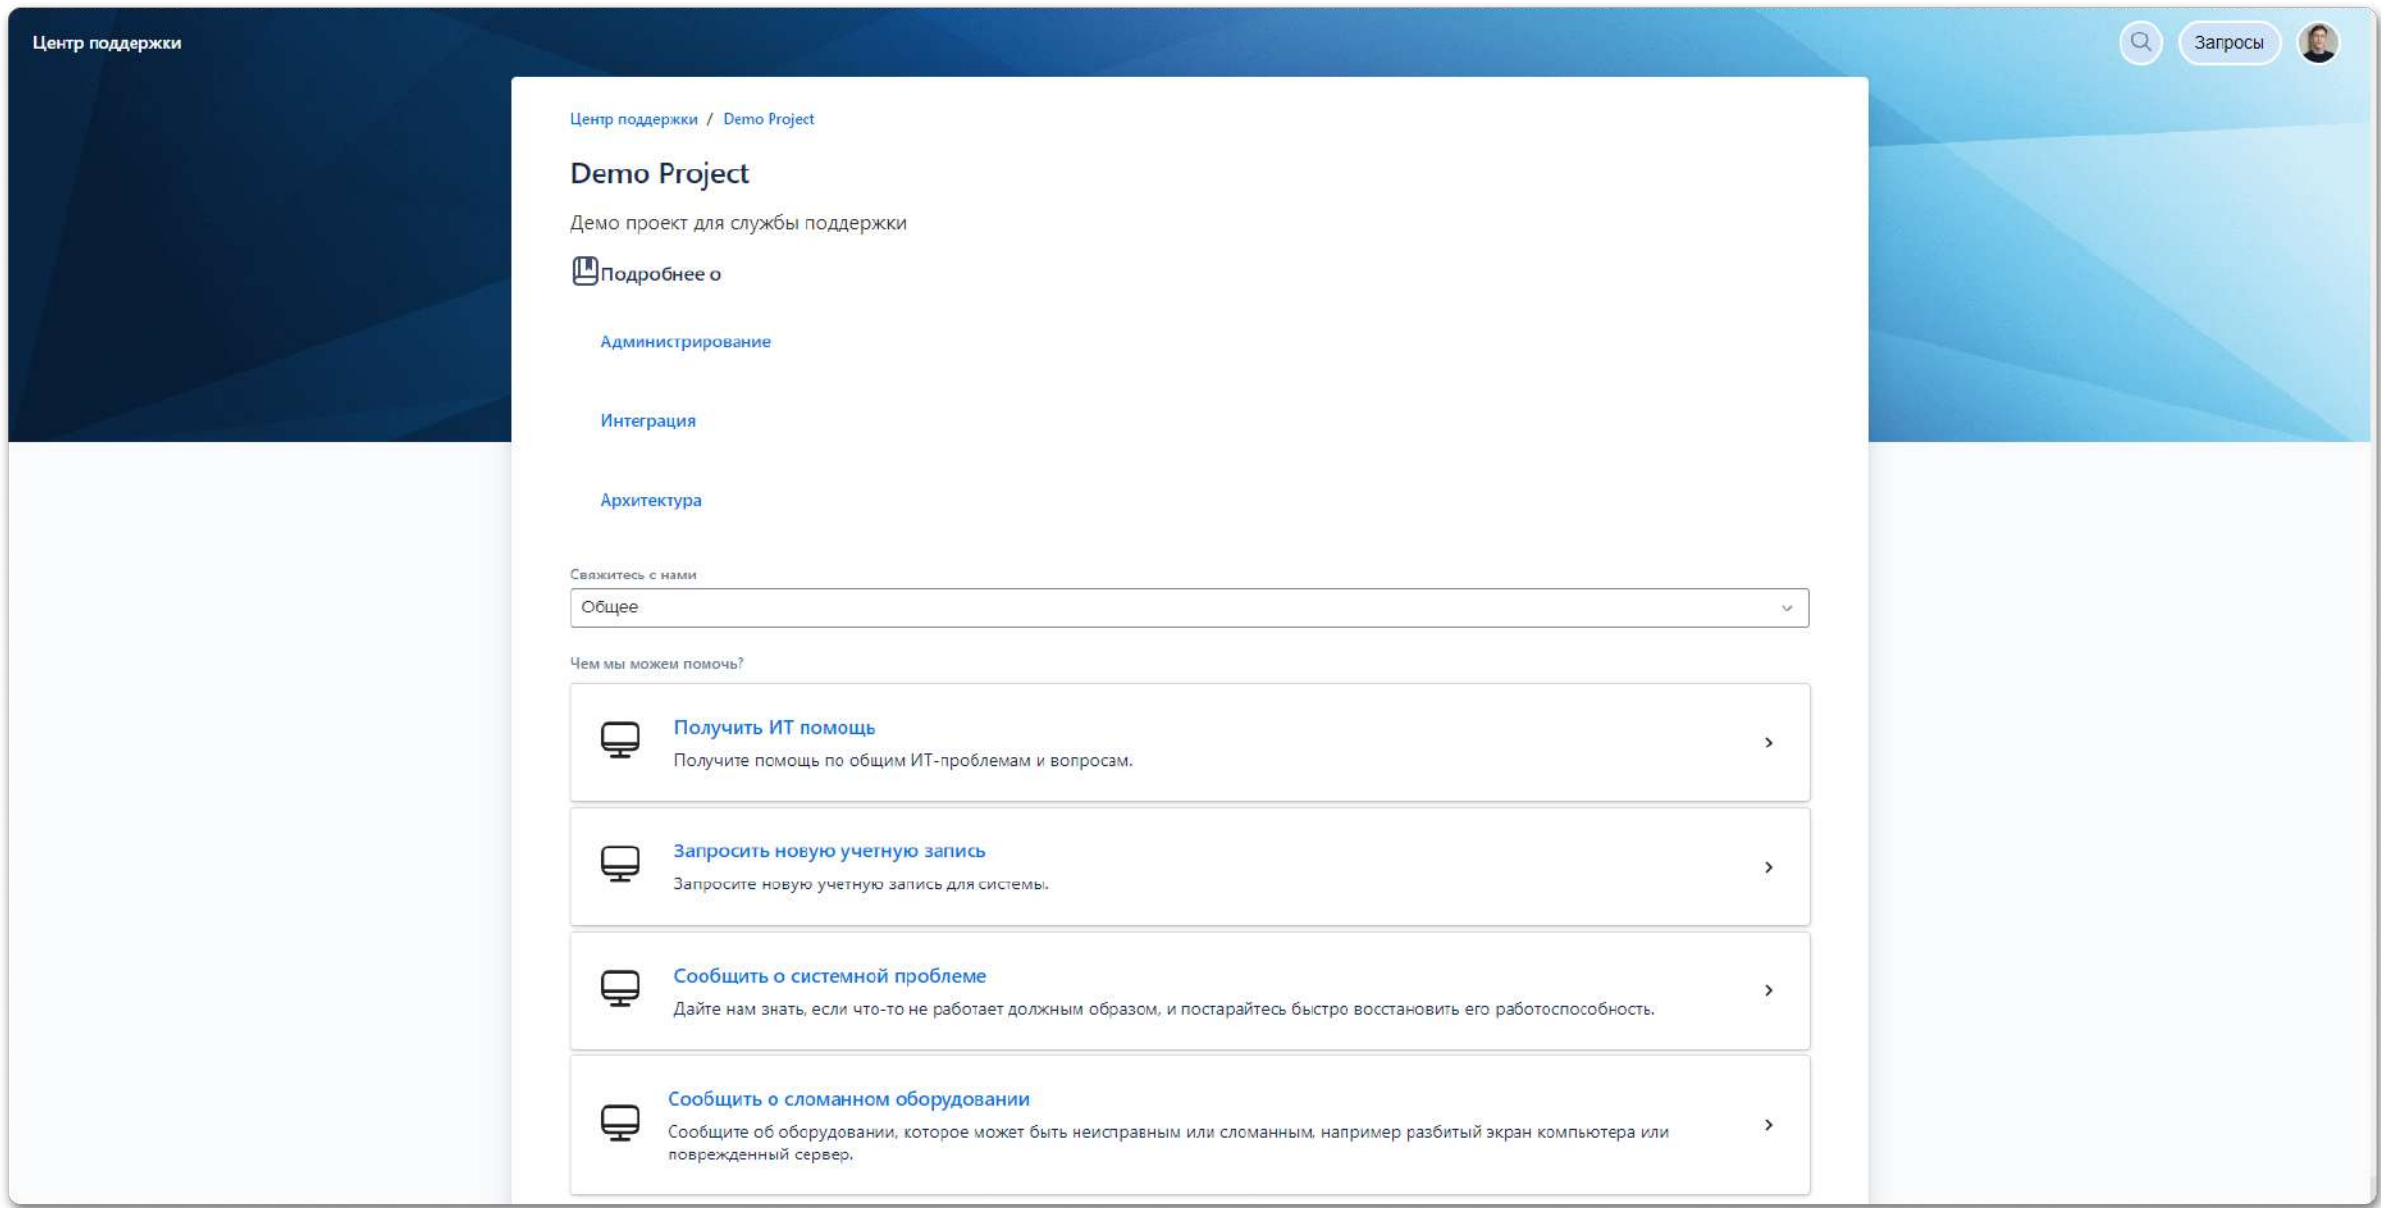 Центр поддержки
Запросы
Центр поддержки / Demo Project
Demo Project
Демо проект для службы поддержки
Подробнее о
Администрирование
Интеграция
Архитектура
Свяжитесь с нами
Общее
Чем мы можем помочь?
Получить ИТ помощь
Получите помощь по общим ИТ-проблемам и вопросам.
Запросить новую учетную запись
Запросите новую учетную запись для системы.
Сообщить о системной проблеме
Дайте нам знать, если что-то не работает должным образом, и постарайтесь быстро восстановить его работоспособность.
Сообщить о сломанном оборудовании
Сообщите об оборудовании, которое может быть неисправным или сломанным, например разбитый экран компьютера или
поврежденный сервер.